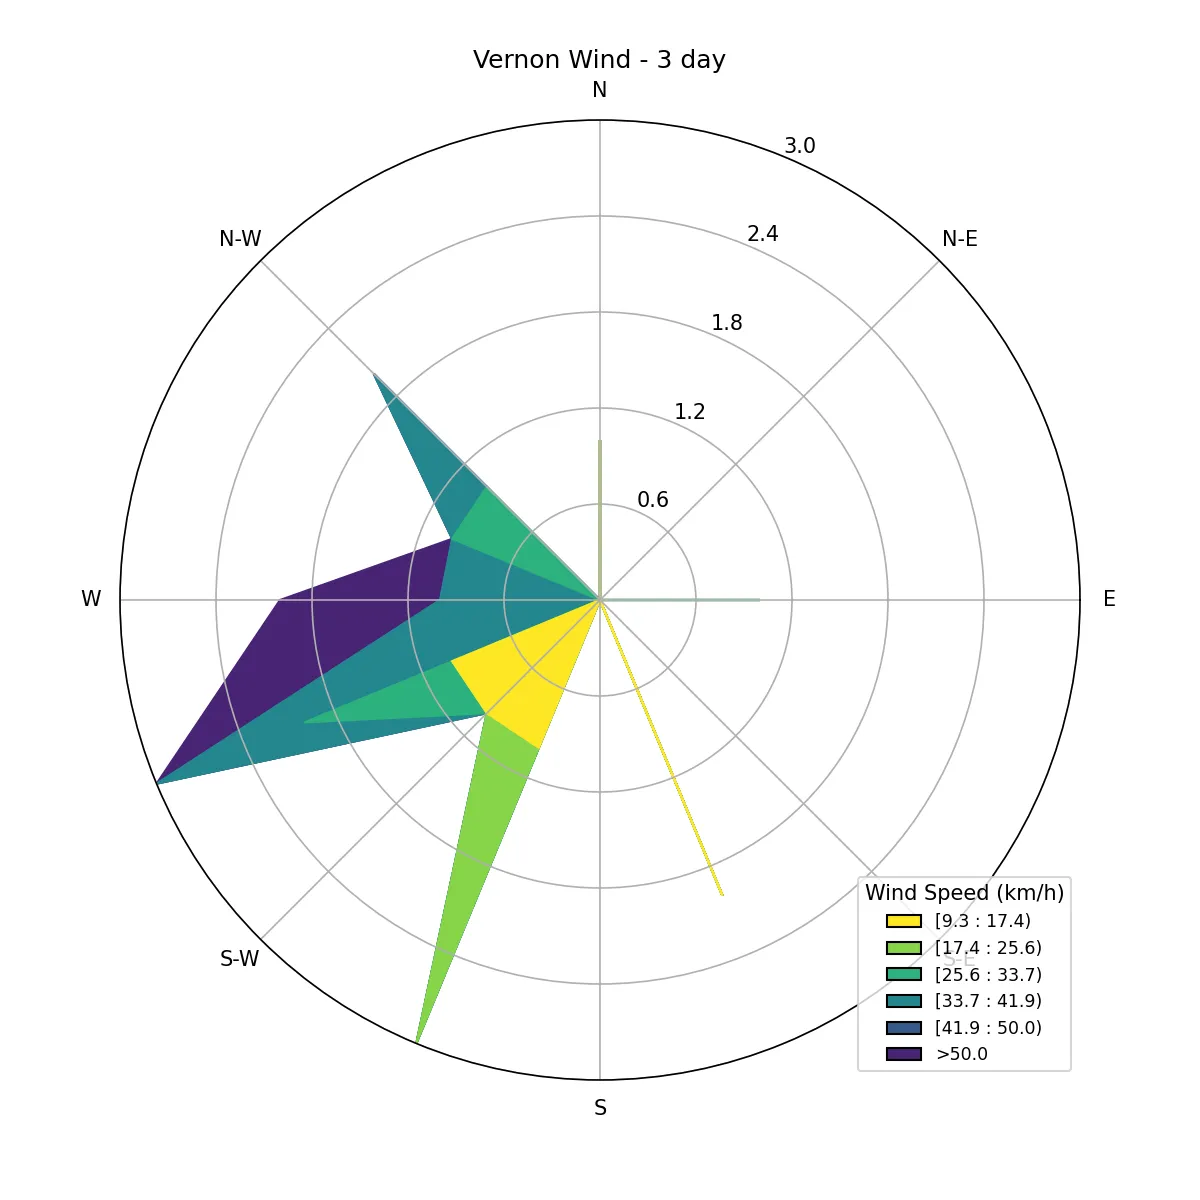 Vernon Wind - 3 day
N
3.0
N-W
2.4
N-E
1.8
1.2
0.6
W
E
Wind Speed (km/h)
[9.3 : 17.4)
[17.4 : 25.6)
S-W
S-E
[25.6 : 33.7)
[33.7 : 41.9)
[41.9 : 50.0)
>50.0
S